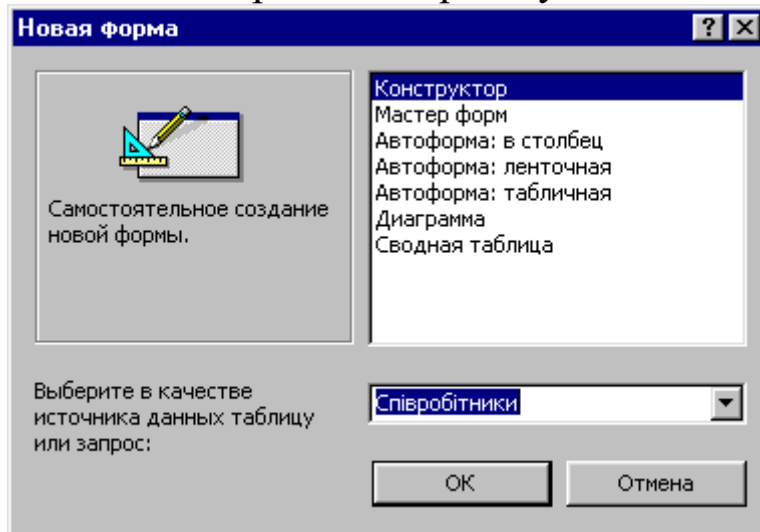 Новая форма
Конструктор
Мастер форм
Автоформа: в столбец
Автоформа: ленточная
Автоформа: табличная
Диаграмма
Сводная таблица
Самостоятельное создание
новой формы.
Выберите в качестве
источника данных таблицу
или запрос:
Співробітники
ОК
Отмена